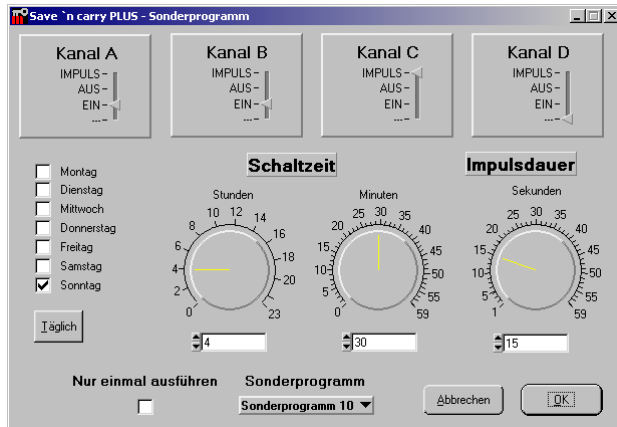 Save `n carry PLUS - Sonderprogramm
Kanal A
IMPULS
AUS
EIN
...
Kanal B
IMPULS
AUS
EIN
...
Kanal C
IMPULS
AUS
EIN
...
Kanal D
IMPULS
AUS
EIN
...
Montag
Dienstag
Mittwoch
Donnerstag
Freitag
Samstag
Sonntag
Täglich
Schaltzeit
Stunden
0 2 4 6 8 10 12 14 16 18 20 23
4
Minuten
0 5 10 15 20 25 30 35 40 45 50 55 59
30
Impulsdauer
Sekunden
1 5 10 15 20 25 30 35 40 45 50 55 59
15
Nur einmal ausführen
Sonderprogramm
Sonderprogramm 10
Abbrechen
OK